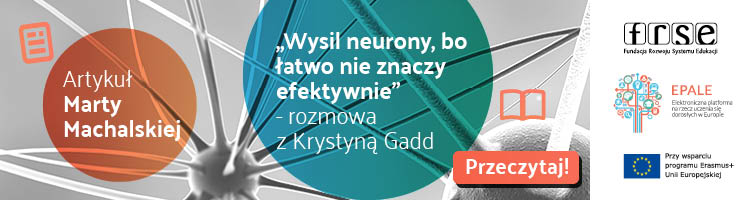 Artykuł
Marty
Machalskiej
„Wysil neurony, bo
łatwo nie znaczy
efektywnie”
- rozmowa
z Krystyną Gadd
Przeczytaj!
frse
Fundacja Rozwoju Systemu Edukacji
EPALE
Elektroniczna platforma
na rzecz uczenia się
dorosłych w Europie
Przy wsparciu
programu Erasmus+
Unii Europejskiej